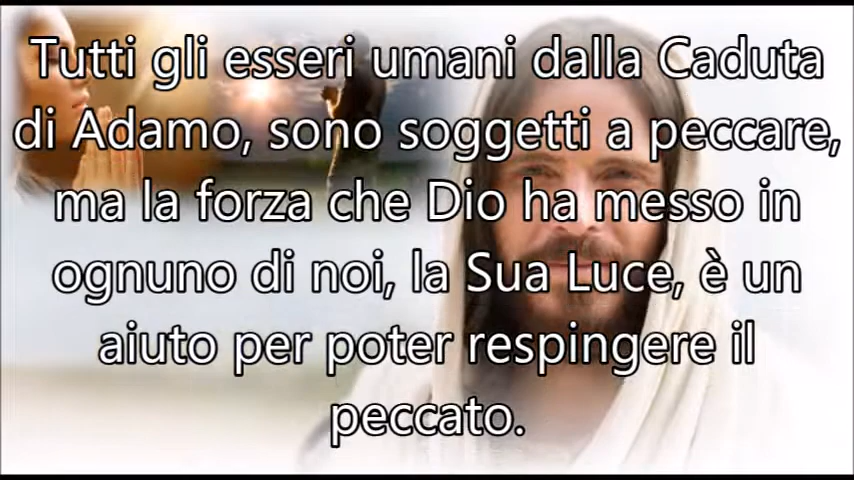 Tutti gli esseri umani dalla Caduta
di Adamo, sono soggetti a peccare,
ma la forza che Dio ha messo in
ognuno di noi, la Sua Luce, è un
aiuto per poter respingere il
peccato.